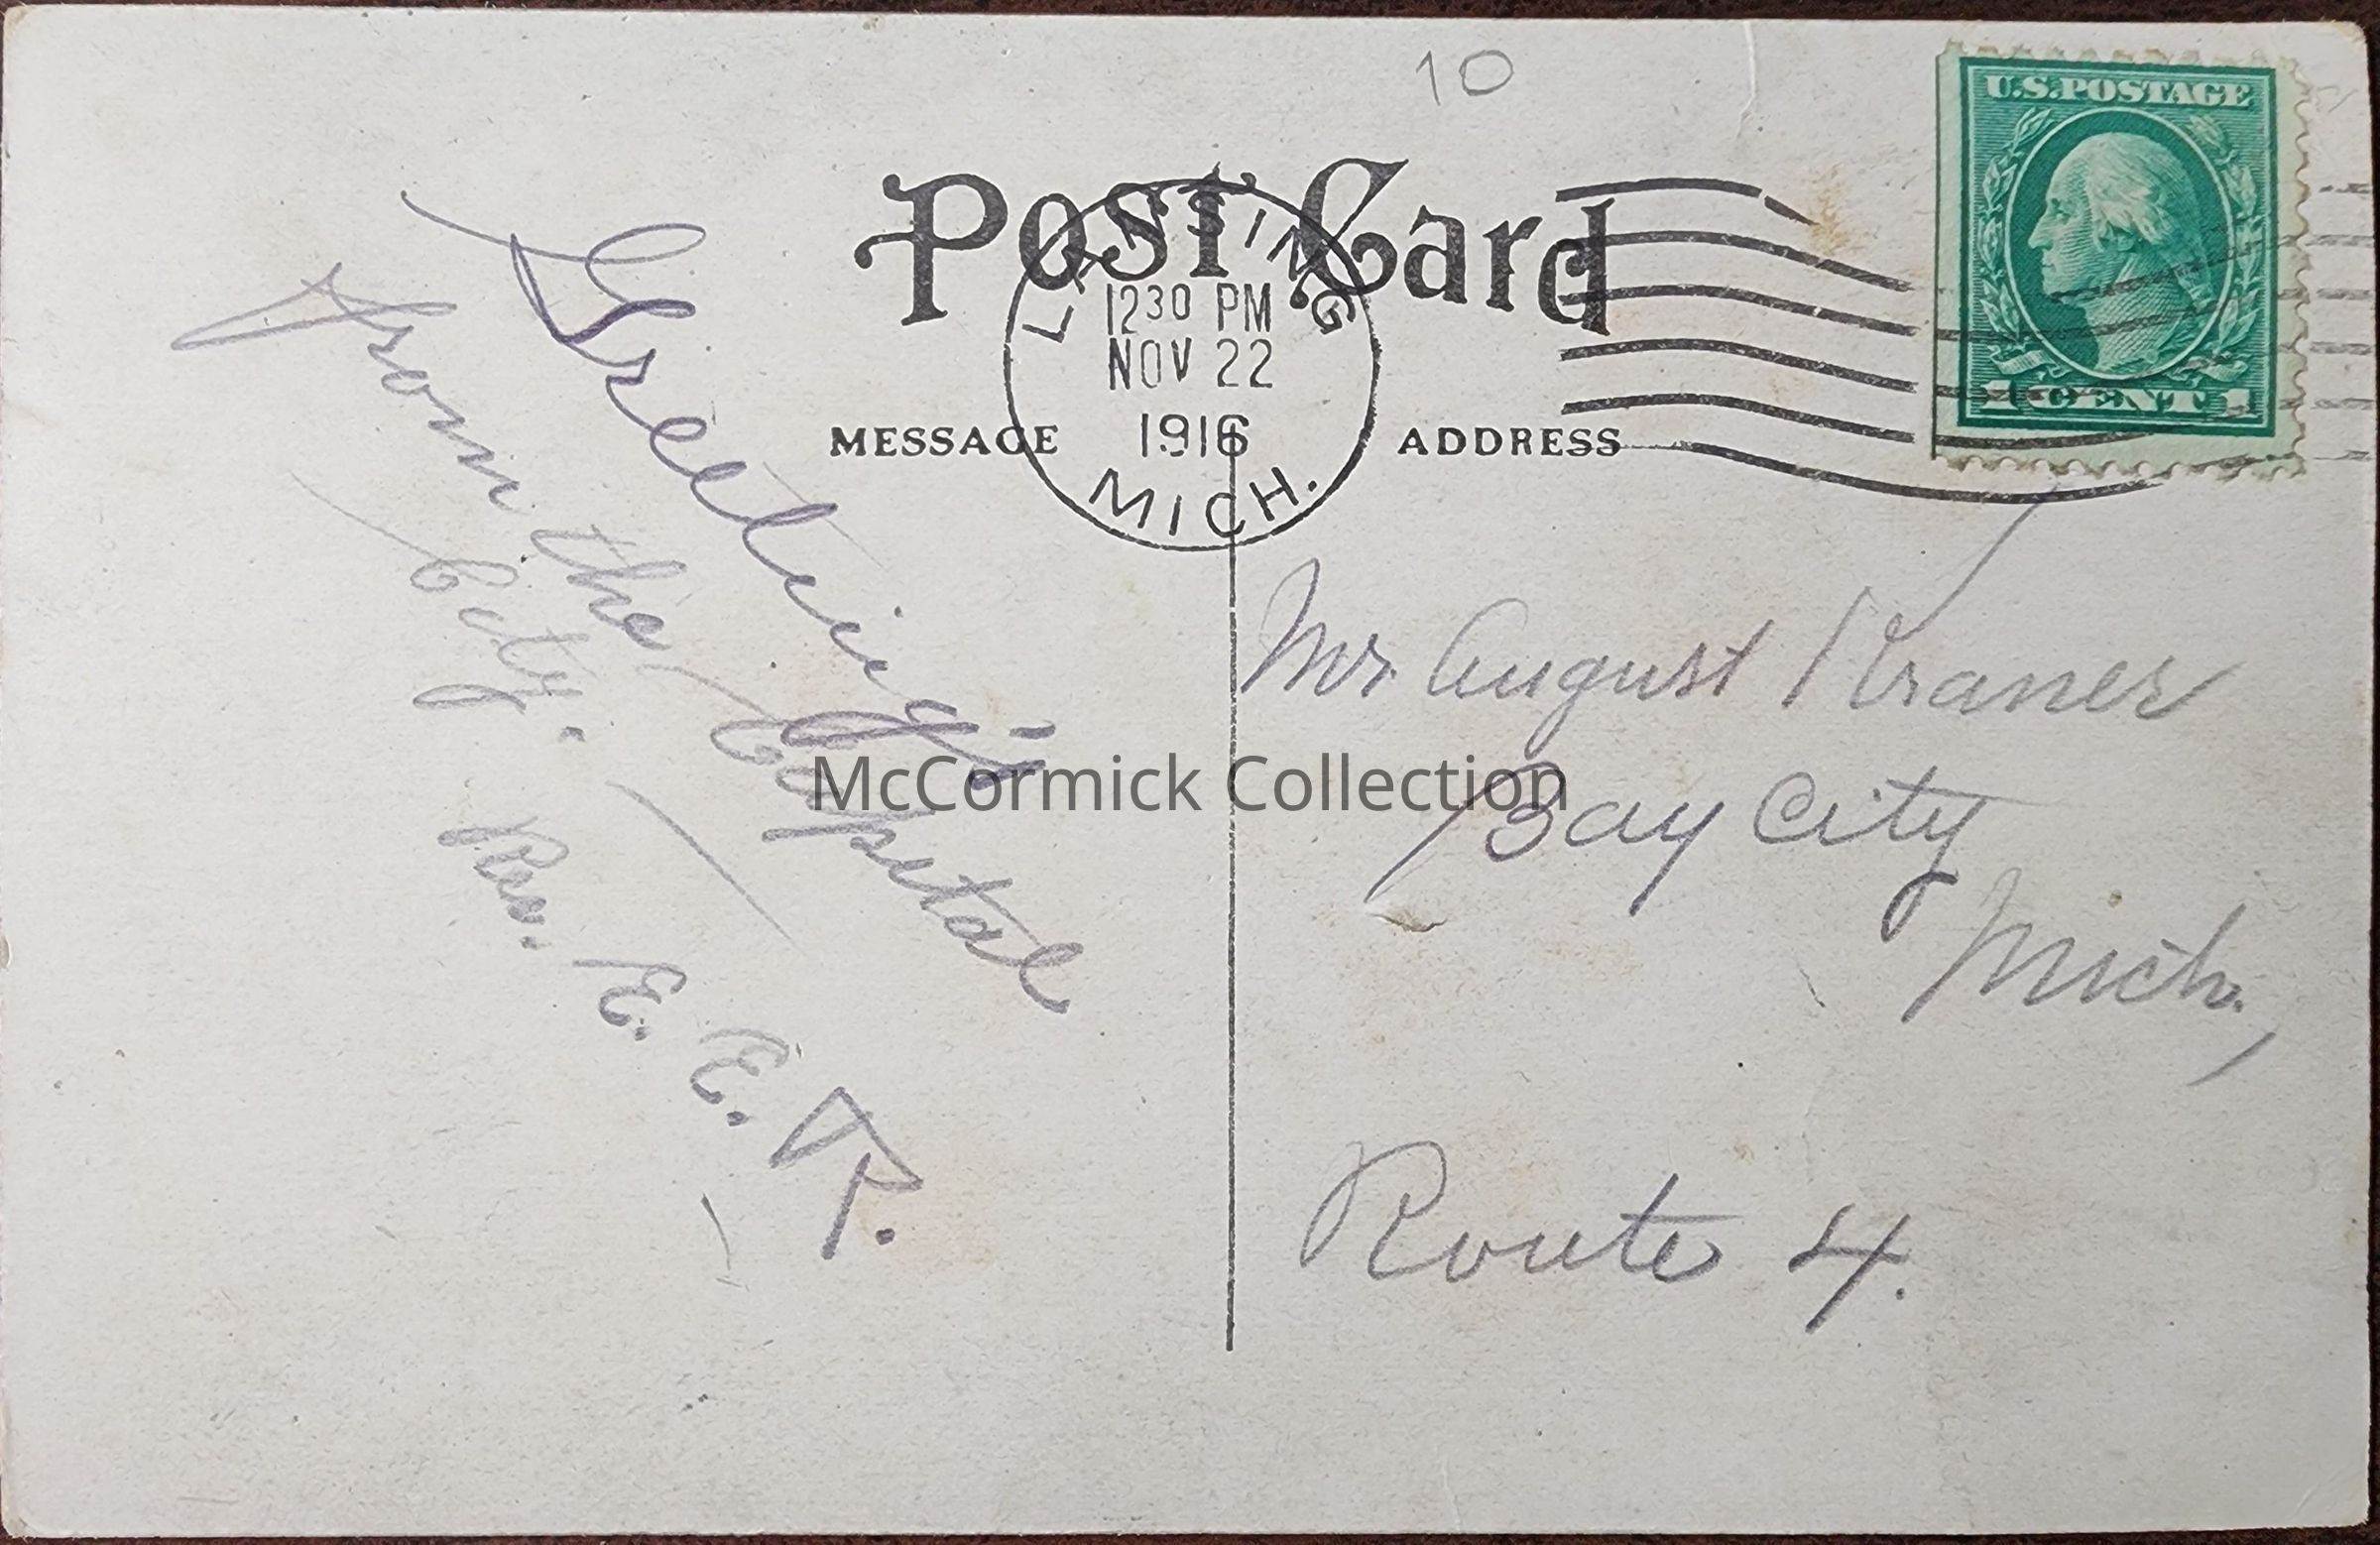 10
U.S.POSTAGE
1 CENT 1
Post Card
LANSING
12 30 PM
NOV 22
1916
MICH.
MESSAGE
ADDRESS
Greetings
from the Capital
City.
Rev. E. E. P.
Mr. August Kraner
Bay City
Mich.,
Route 4.
McCormick Collection